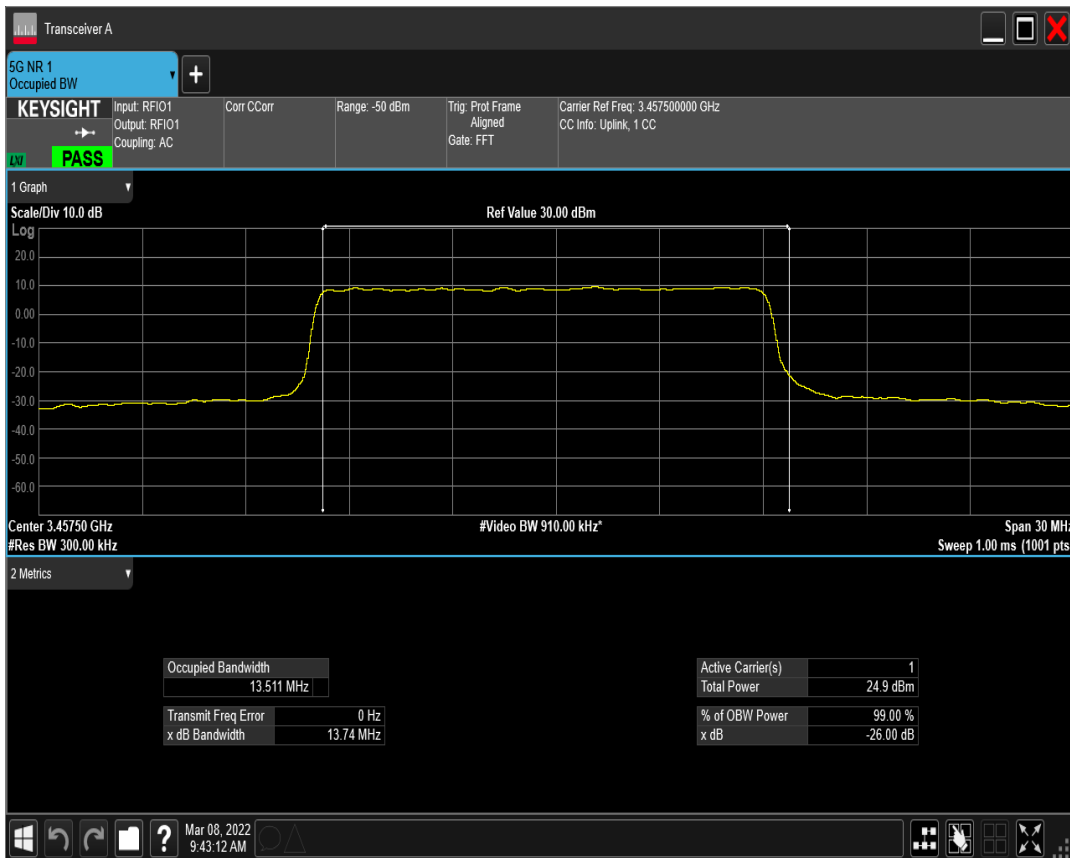 Transceiver A
5G NR 1
Occupied BW
+
KEYSIGHT
Input: RFIO1
Output: RFIO1
Coupling: AC
Corr CCorr
Range: -50 dBm
Trig: Prot Frame
Aligned
Gate: FFT
Carrier Ref Freq: 3.457500000 GHz
CC Info: Uplink, 1 CC
LXI
PASS
1 Graph
Scale/Div 10.0 dB
Ref Value 30.00 dBm
Log
20.0
10.0
0.00
-10.0
-20.0
-30.0
-40.0
-50.0
-60.0
Center 3.45750 GHz
#Video BW 910.00 kHz*
Span 30 MHz
#Res BW 300.00 kHz
Sweep 1.00 ms (1001 pts
2 Metrics
Occupied Bandwidth
13.511 MHz
Transmit Freq Error 0 Hz
x dB Bandwidth 13.74 MHz
Active Carrier(s) 1
Total Power 24.9 dBm
% of OBW Power 99.00 %
x dB -26.00 dB
?
Mar 08, 2022
9:43:12 AM